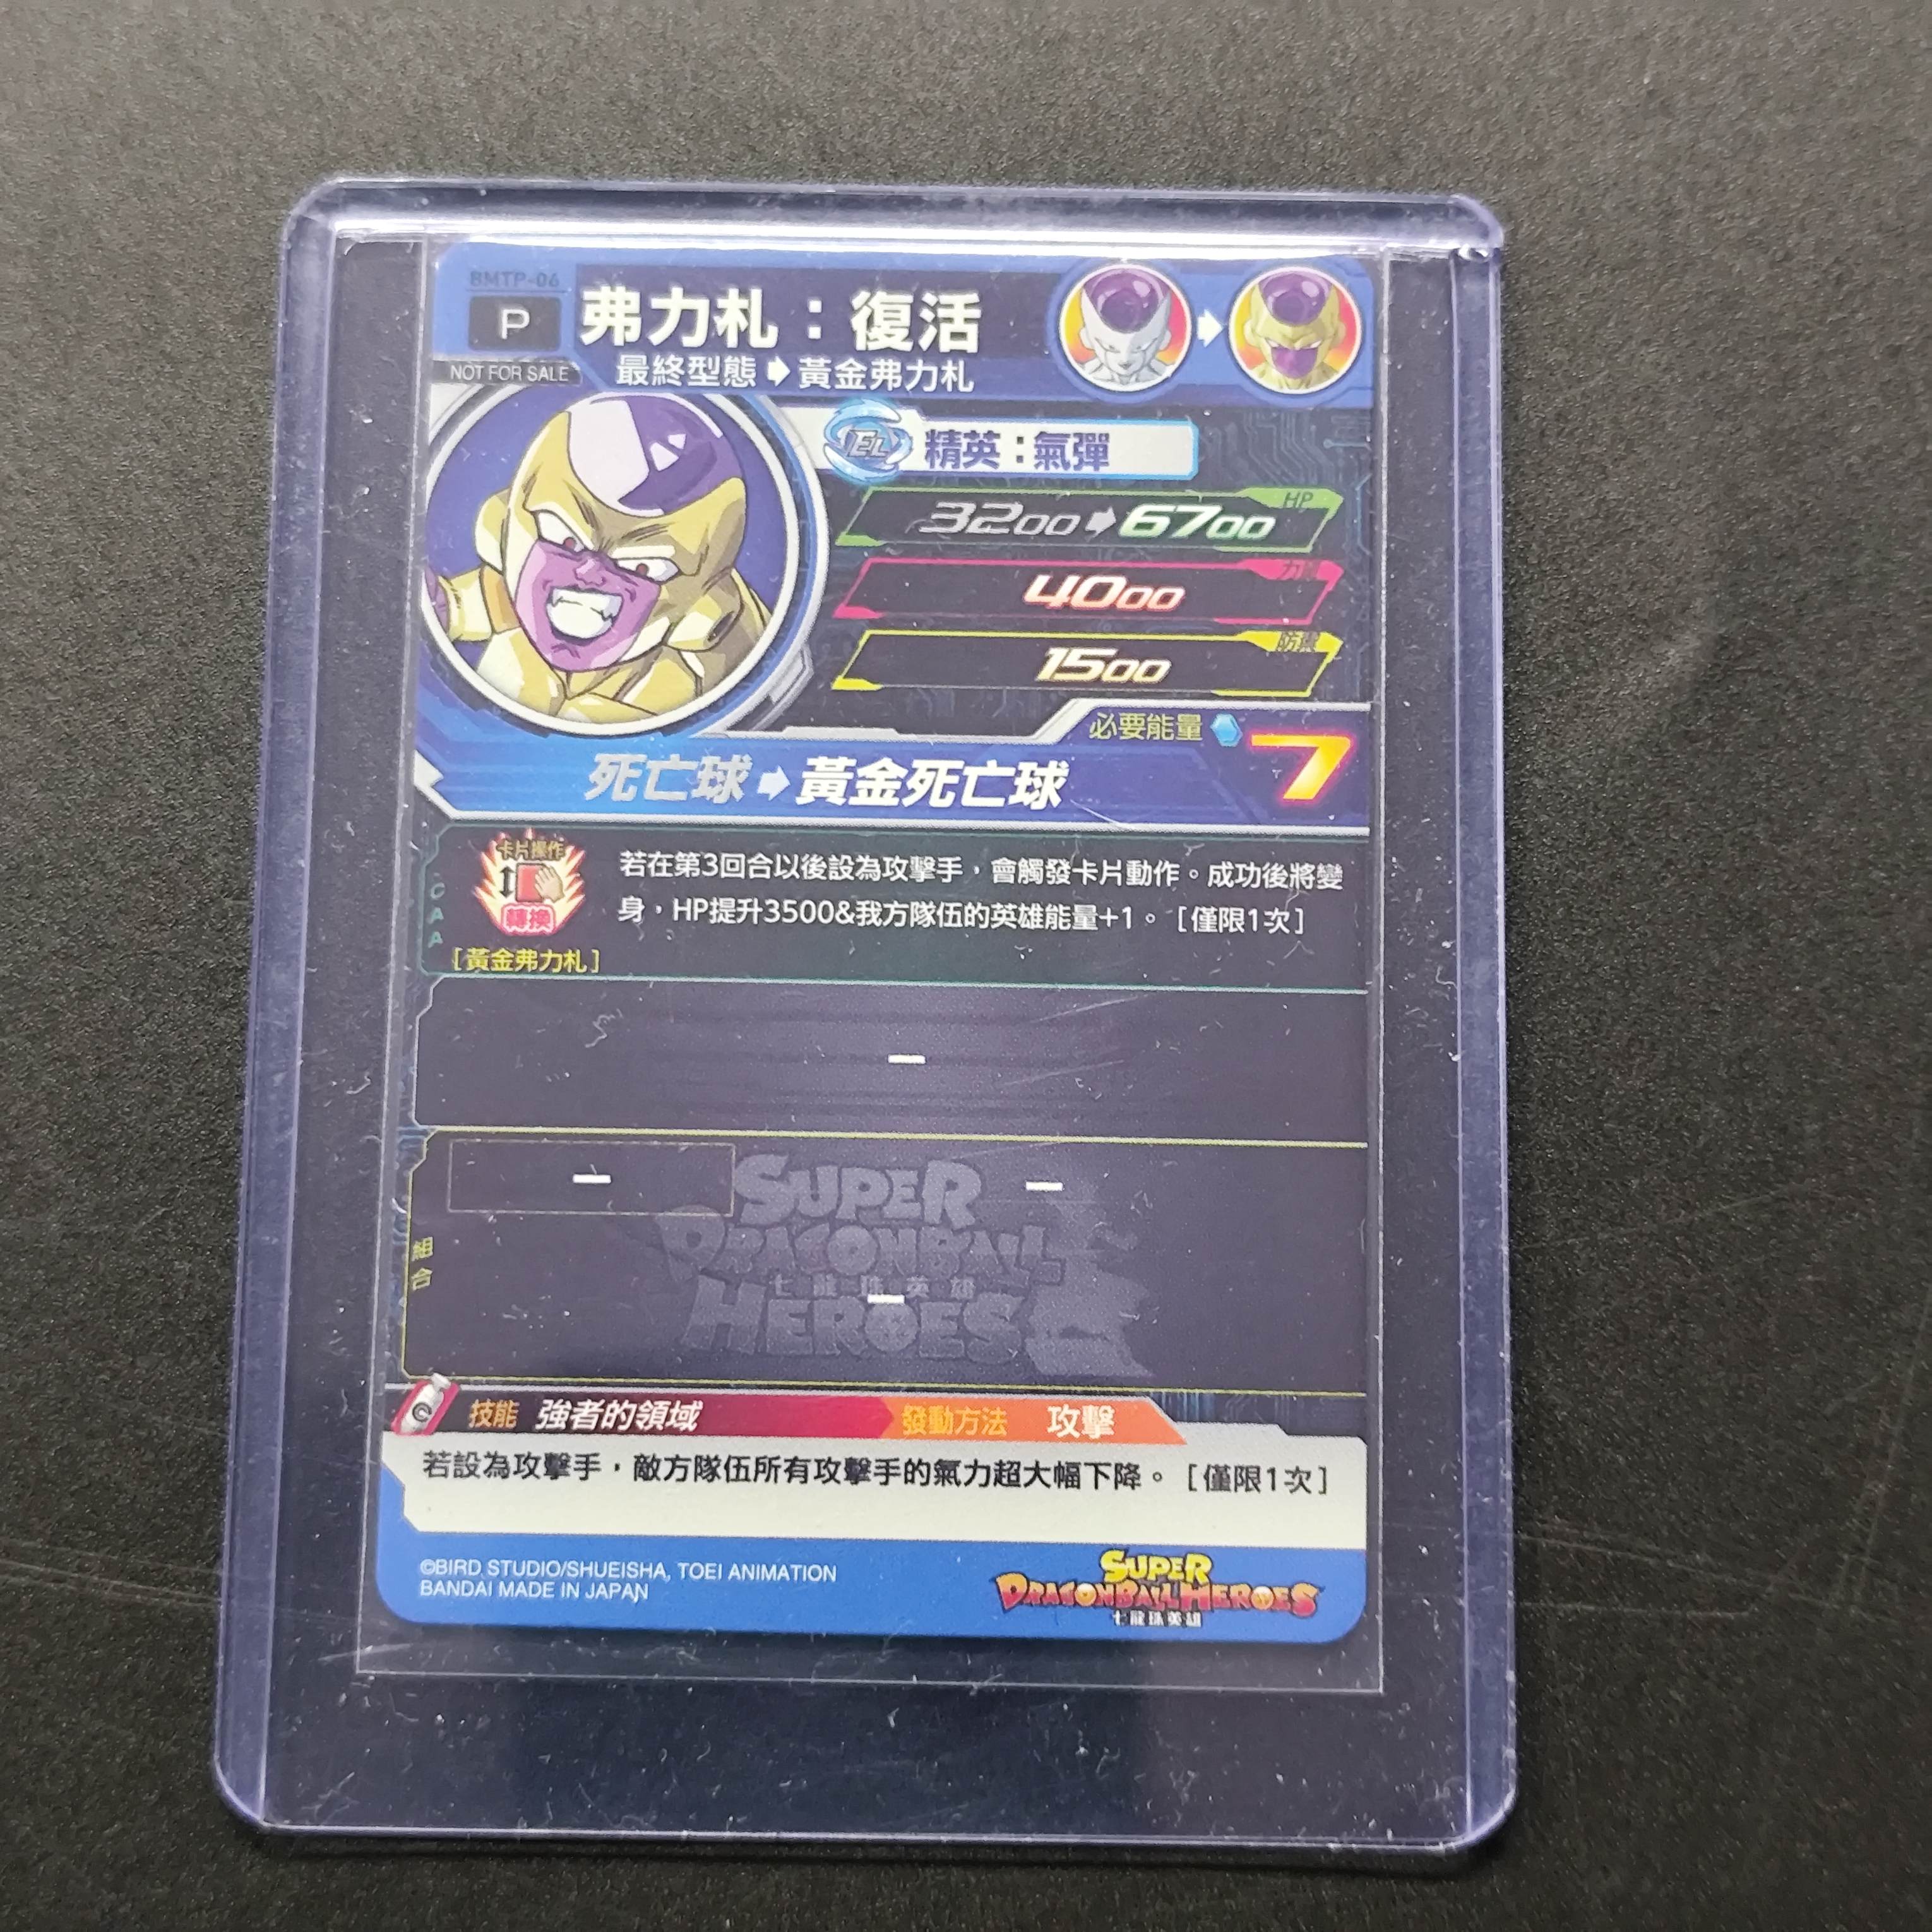 BMTP-06
P
弗力札：復活
NOT FOR SALE
最終型態➡黃金弗力札
EL
精英：氣彈
HP
3200➡6700
4000
1500
必要能量 7
死亡球➡黃金死亡球
卡片操作
轉換
[黃金弗力札]
CAA
若在第3回合以後設為攻擊手，會觸發卡片動作。成功後將變
身，HP提升3500&我方隊伍的英雄能量+1。［僅限1次］
—
— —
組合
—
SUPER
DRAGONBALL
七龍珠英雄
HEROES
C
技能 強者的領域 發動方法 攻擊
若設為攻擊手，敵方隊伍所有攻擊手的氣力超大幅下降。［僅限1次］
©BIRD STUDIO/SHUEISHA, TOEI ANIMATION
BANDAI MADE IN JAPAN
SUPER
DRAGONBALL HEROES
七龍珠英雄